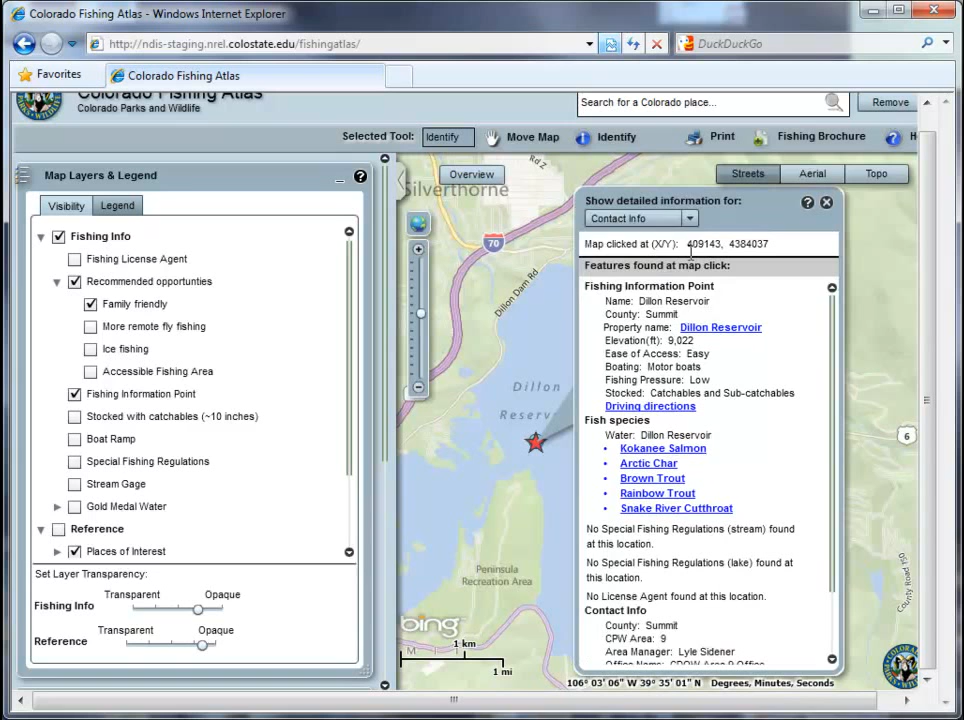 Colorado Fishing Atlas - Windows Internet Explorer
http://ndis-staging.nrel.colostate.edu/fishingatlas/
DuckDuckGo
Favorites
Colorado Fishing Atlas
Colorado Fishing Atlas
Colorado Parks and Wildlife
Search for a Colorado place...
Remove
Selected Tool: Identify
Move Map
Identify
Print
Fishing Brochure
H
Map Layers & Legend
Visibility Legend
Fishing Info
Fishing License Agent
Recommended opportunities
Family friendly
More remote fly fishing
Ice fishing
Accessible Fishing Area
Fishing Information Point
Stocked with catchables (~10 inches)
Boat Ramp
Special Fishing Regulations
Stream Gage
Gold Medal Water
Reference
Places of Interest
Set Layer Transparency:
Transparent Opaque
Fishing Info
Transparent Opaque
Reference
Overview
Streets Aerial Topo
Silverthorne
Rd Z
70
Dillon Dam Rd
Dillon
Reserv
Peninsula
Recreation Area
6
County Road 150
bing
1 km
1 mi
106° 03' 06" W 39° 35' 01" N Degrees, Minutes, Seconds
Show detailed information for:
Contact Info
Map clicked at (X/Y): 409143, 4384037
Features found at map click:
Fishing Information Point
Name: Dillon Reservoir
County: Summit
Property name: Dillon Reservoir
Elevation(ft): 9,022
Ease of Access: Easy
Boating: Motor boats
Fishing Pressure: Low
Stocked: Catchables and Sub-catchables
Driving directions
Fish species
Water: Dillon Reservoir
• Kokanee Salmon
• Arctic Char
• Brown Trout
• Rainbow Trout
• Snake River Cutthroat
No Special Fishing Regulations (stream) found
at this location.
No Special Fishing Regulations (lake) found at
this location.
No License Agent found at this location.
Contact Info
County: Summit
CPW Area: 9
Area Manager: Lyle Sidener
Office Name: CDOW Area 9 Office